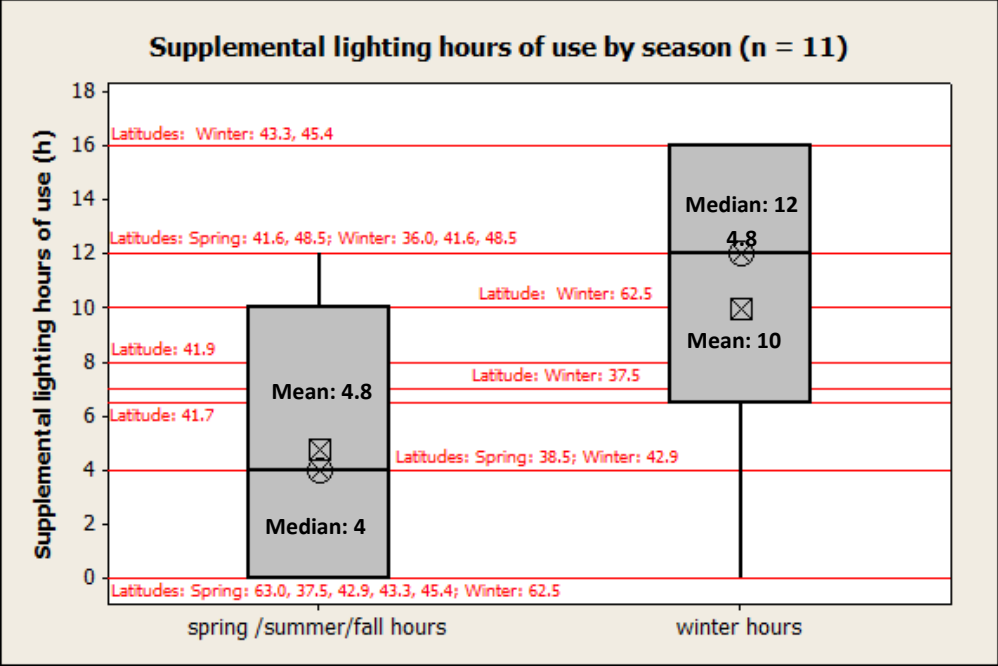 Supplemental lighting hours of use by season (n = 11)
Supplemental lighting hours of use (h)
18
16
14
12
10
8
6
4
2
0
Latitudes:  Winter: 43.3, 45.4
Median: 12
4.8
Latitudes: Spring: 41.6, 48.5; Winter: 36.0, 41.6, 48.5
Latitude:  Winter: 62.5
Mean: 10
Latitude: 41.9
Latitude: Winter: 37.5
Mean: 4.8
Latitude: 41.7
Latitudes: Spring: 38.5; Winter: 42.9
Median: 4
Latitudes: Spring: 63.0, 37.5, 42.9, 43.3, 45.4; Winter: 62.5
spring /summer/fall hours
winter hours